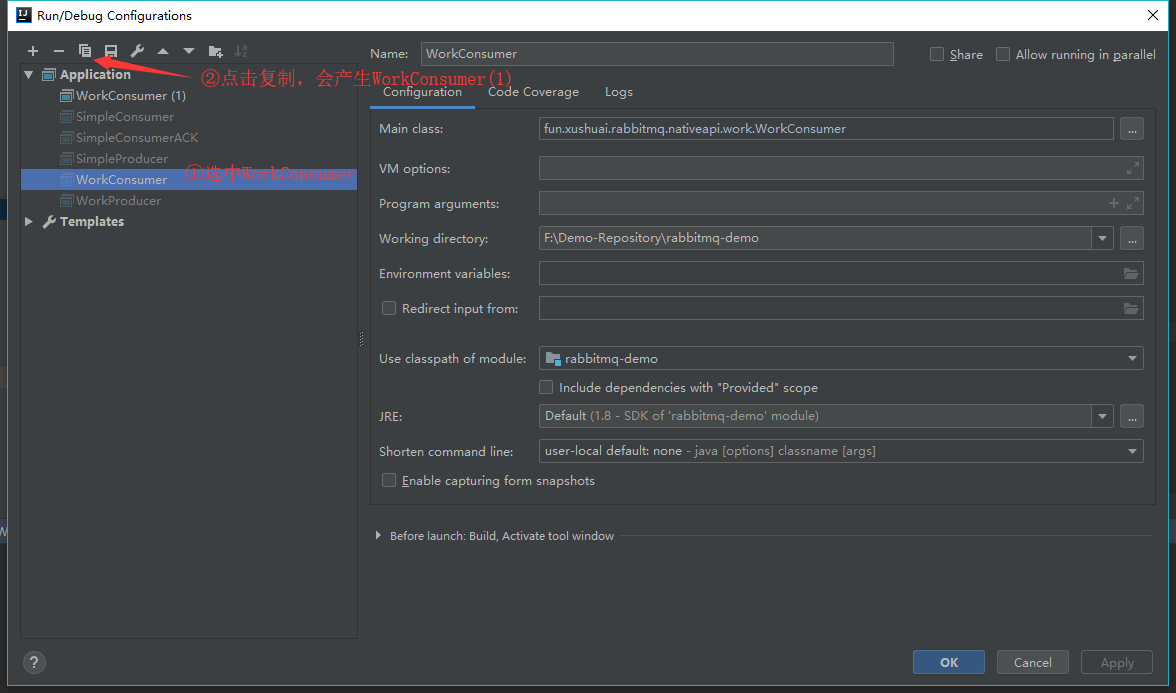 Run/Debug Configurations
Name: WorkConsumer Share Allow running in parallel
Application
②点击复制，会产生WorkConsumer(1)
WorkConsumer (1)
SimpleConsumer
SimpleConsumerACK
SimpleProducer
WorkConsumer
①选中WorkConsumer
WorkProducer
Templates
Configuration Code Coverage Logs
Main class: fun.xushuai.rabbitmq.nativeapi.work.WorkConsumer ...
VM options:
Program arguments:
Working directory: F:\Demo-Repository\rabbitmq-demo ...
Environment variables:
Redirect input from:
Use classpath of module: rabbitmq-demo
Include dependencies with "Provided" scope
JRE: Default (1.8 - SDK of 'rabbitmq-demo' module) ...
Shorten command line: user-local default: none - java [options] classname [args]
Enable capturing form snapshots
Before launch: Build, Activate tool window
? OK Cancel Apply